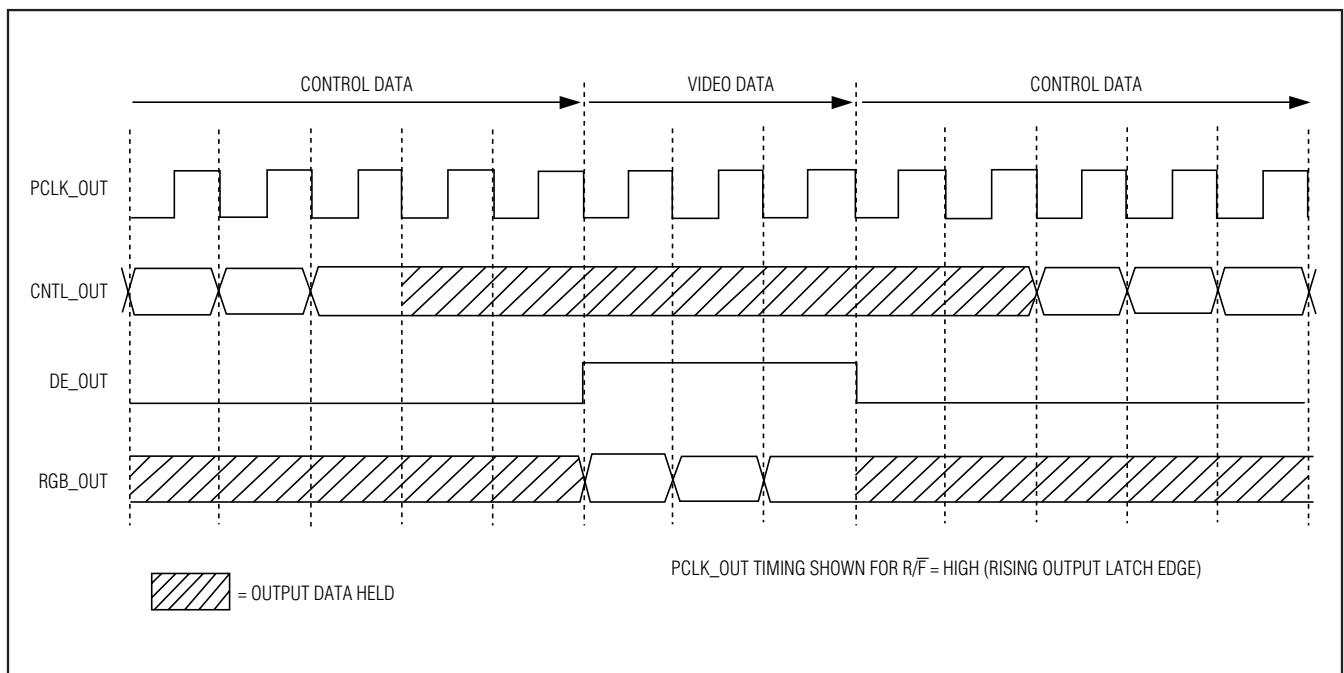 CONTROL DATA
VIDEO DATA
CONTROL DATA
PCLK_OUT
CNTL_OUT
DE_OUT
RGB_OUT
PCLK_OUT TIMING SHOWN FOR R/F̅ = HIGH (RISING OUTPUT LATCH EDGE)
= OUTPUT DATA HELD